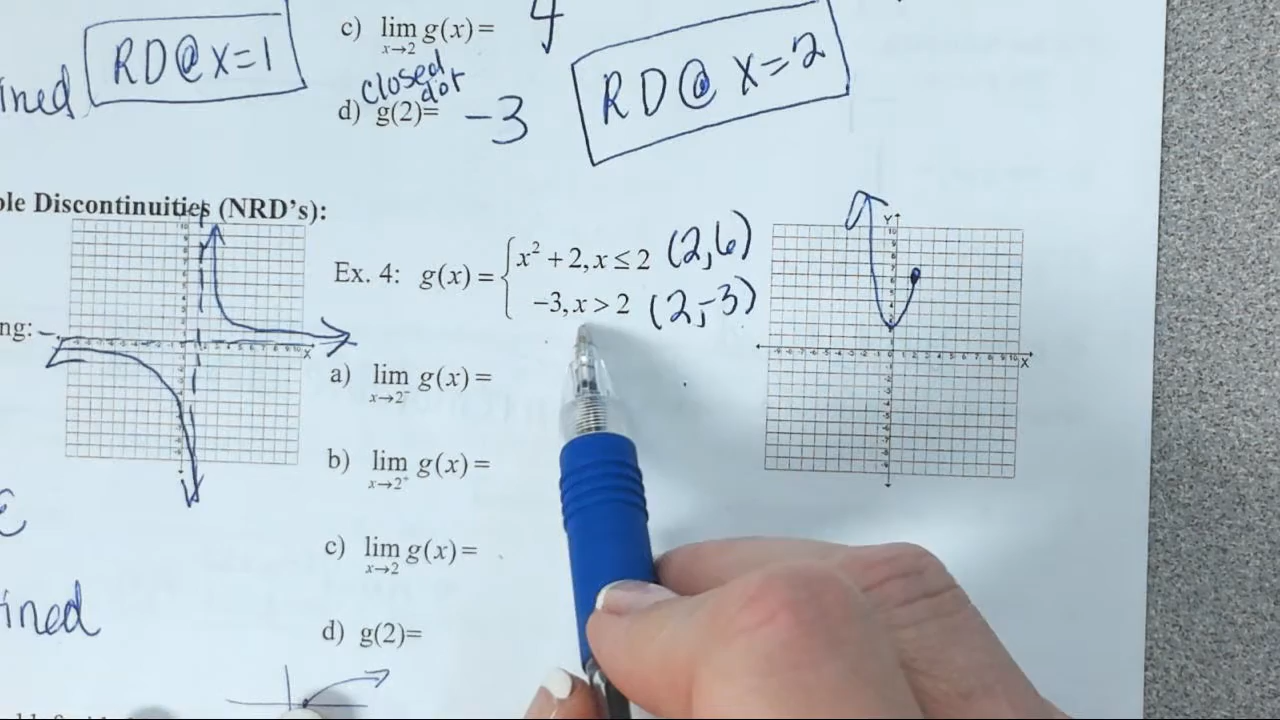 ined
RD@x=1
c) lim x→2 g(x)= 4
closed dot
d) g(2)= -3
RD@ x=2
ole Discontinuities (NRD's):
Ex. 4: g(x) = { x² + 2, x ≤ 2 (2,6)
-3, x > 2 (2,-3)
ng:
a) lim x→2⁻ g(x)=
b) lim x→2⁺ g(x)=
c) lim x→2 g(x)=
d) g(2)=
ined
Y
X
X